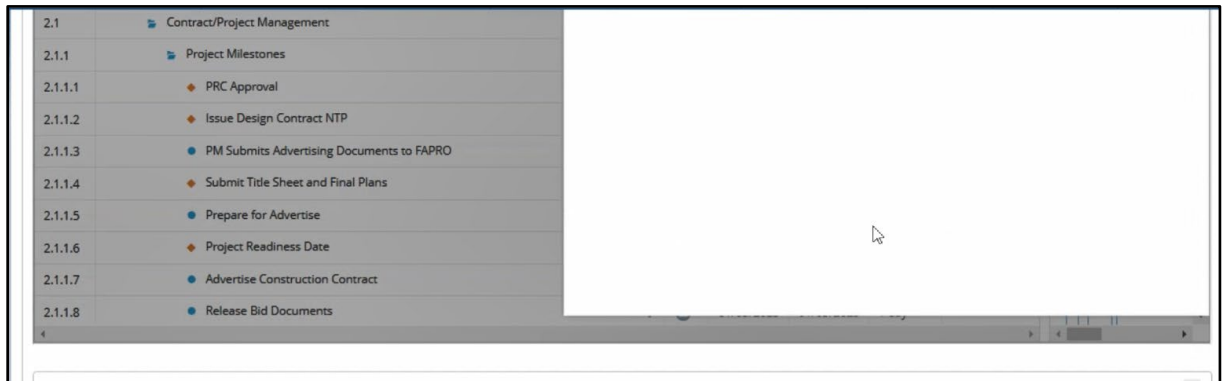 2.1 Contract/Project Management
2.1.1 Project Milestones
2.1.1.1 PRC Approval
2.1.1.2 Issue Design Contract NTP
2.1.1.3 PM Submits Advertising Documents to FAPRO
2.1.1.4 Submit Title Sheet and Final Plans
2.1.1.5 Prepare for Advertise
2.1.1.6 Project Readiness Date
2.1.1.7 Advertise Construction Contract
2.1.1.8 Release Bid Documents